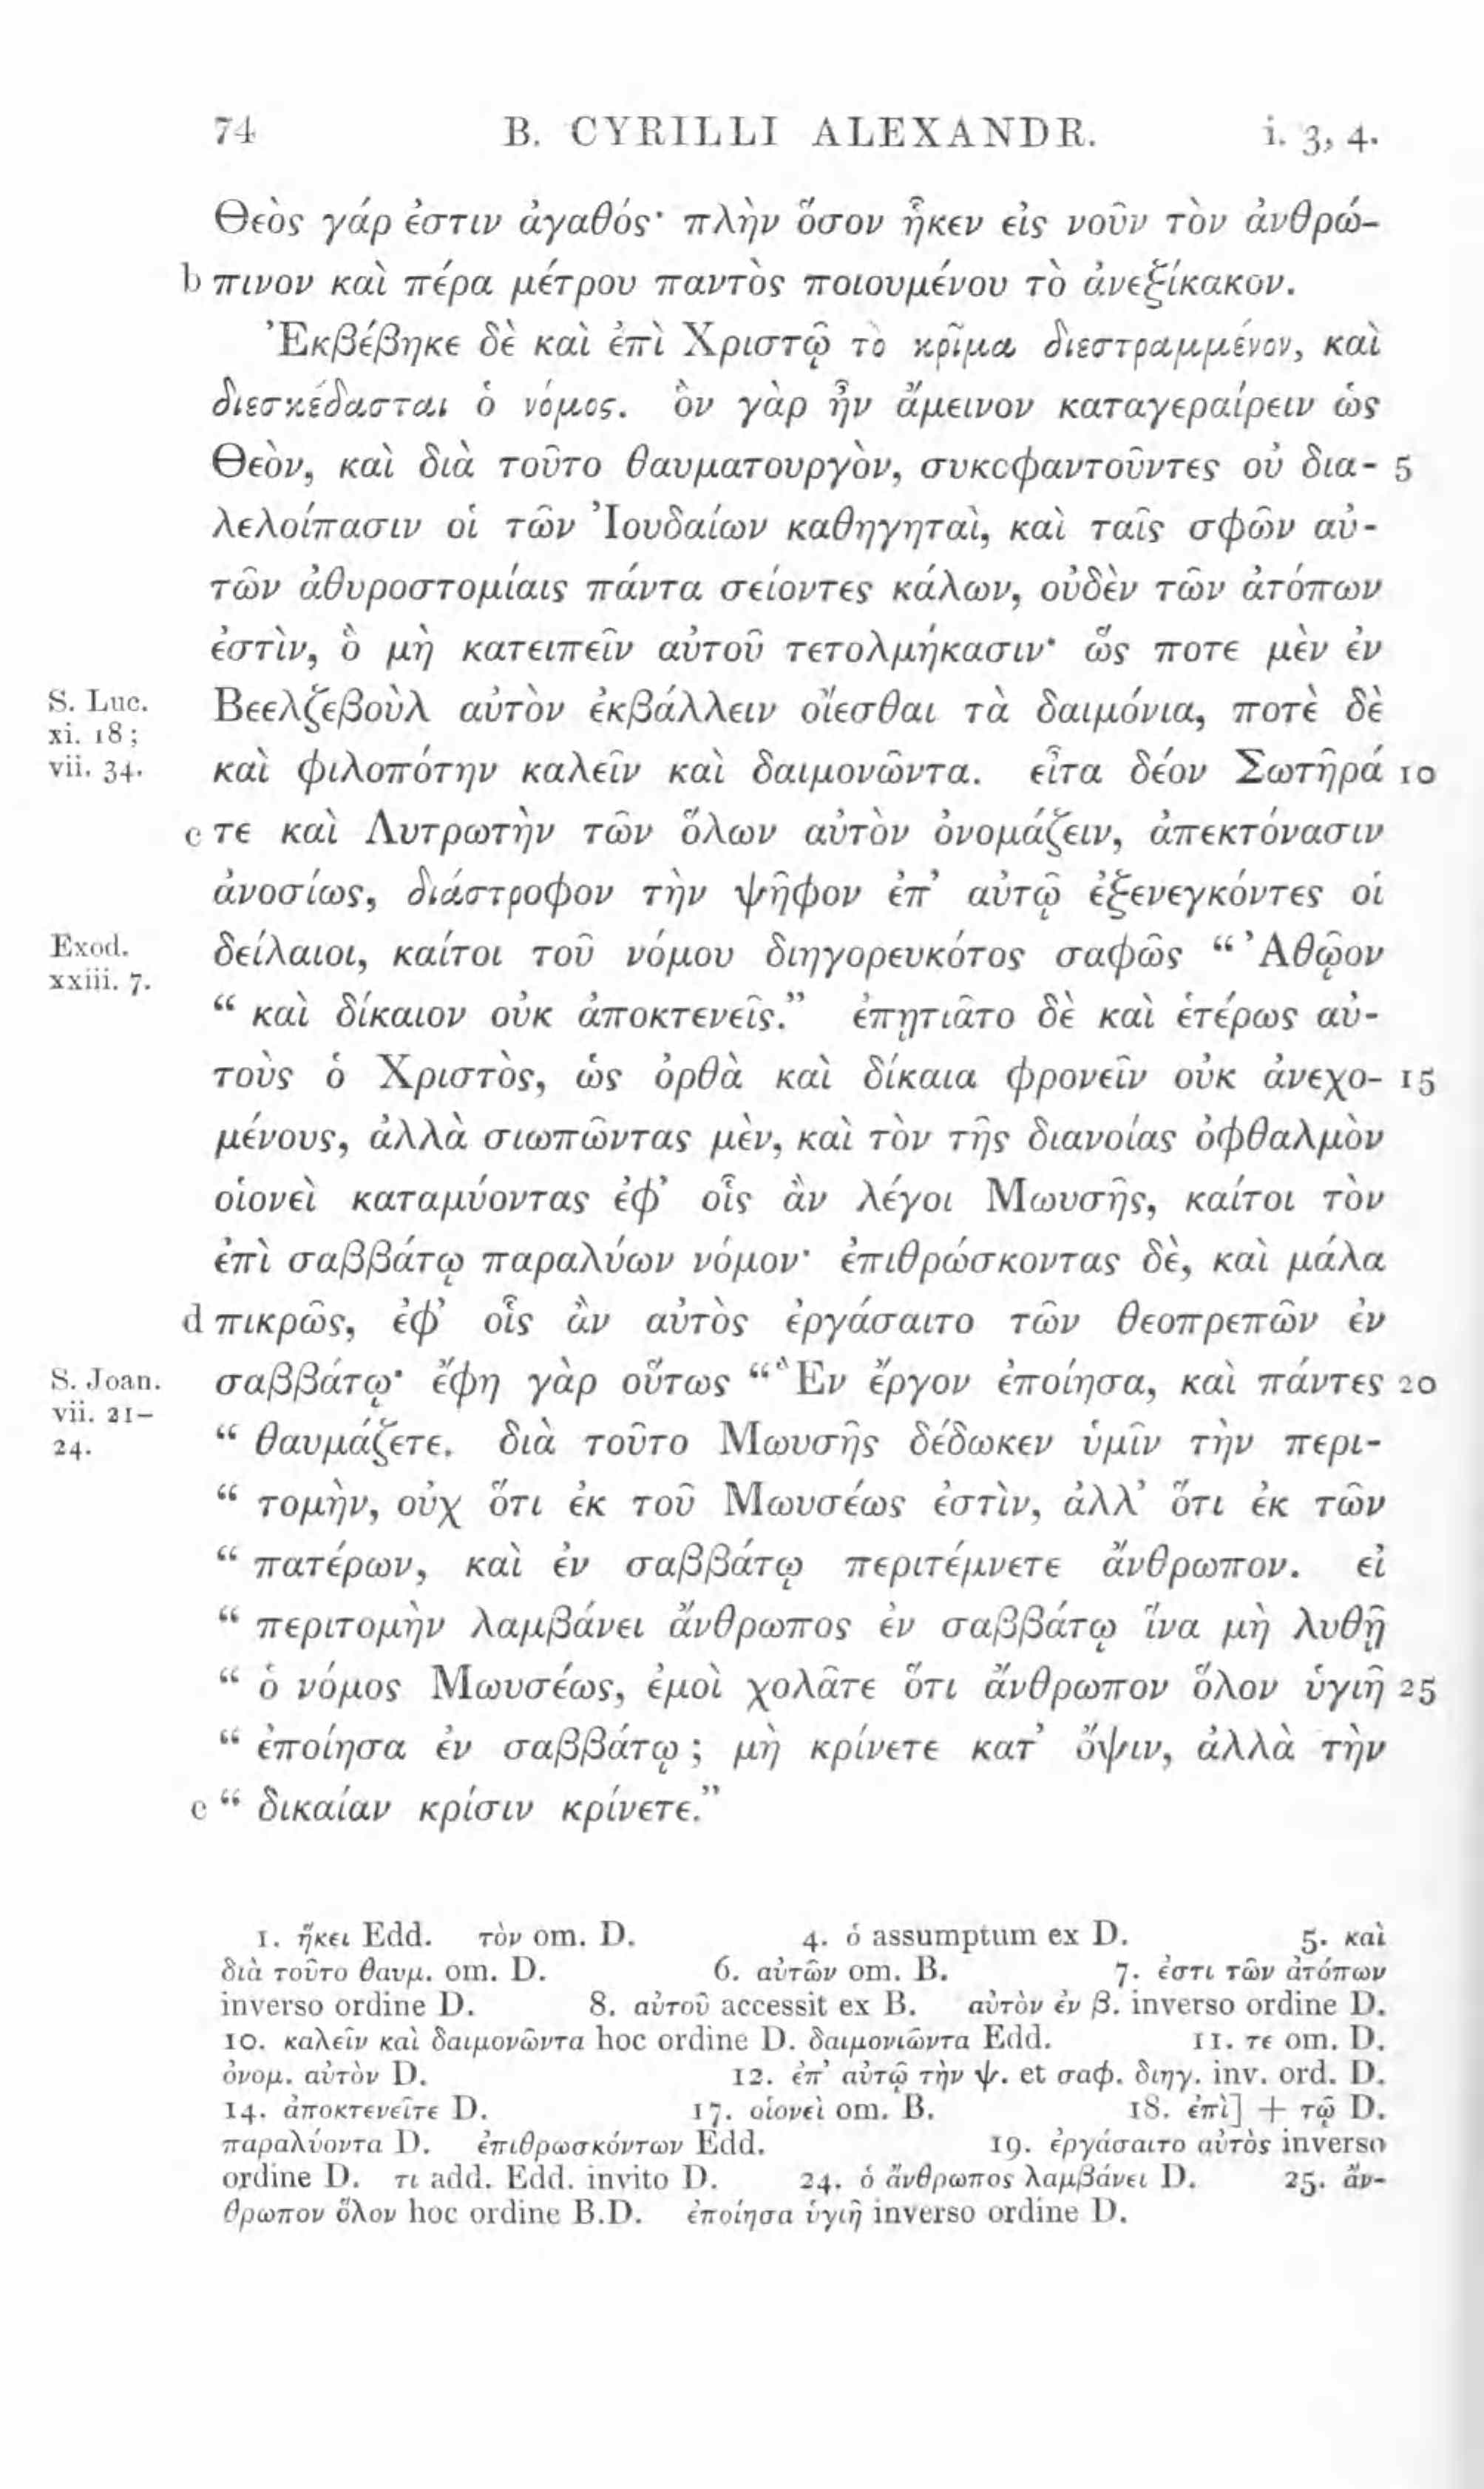 74 B. CYRILLI ALEXANDR. i. 3, 4.
Θεὸς γάρ ἐστιν ἀγαθός· πλὴν ὅσον ἧκεν εἰς νοῦν τὸν ἀνθρώ-
b πινον καὶ πέρα μέτρου παντὸς ποιουμένου τὸ ἀνεξίκακον.
Ἐκβέβηκε δὲ καὶ ἐπὶ Χριστῷ τὸ κρῖμα διεστραμμένον, καὶ
διεσκέδασται ὁ νόμος. ὃν γὰρ ἦν ἄμεινον καταγεραίρειν ὡς
Θεὸν, καὶ διὰ τοῦτο θαυματουργὸν, συκοφαντοῦντες οὐ δια- 5
λελοίπασιν οἱ τῶν Ἰουδαίων καθηγηταὶ, καὶ ταῖς σφῶν αὐ-
τῶν ἀθυροστομίαις πάντα σείοντες κάλων, οὐδὲν τῶν ἀτόπων
ἐστὶν, ὃ μὴ κατειπεῖν αὐτοῦ τετολμήκασιν· ὥς ποτε μὲν ἐν
S. Luc. Βεελζεβοὺλ αὐτὸν ἐκβάλλειν οἴεσθαι τὰ δαιμόνια, ποτὲ δὲ
xi. 18;
vii. 34. καὶ φιλοπότην καλεῖν καὶ δαιμονῶντα. εἶτα δέον Σωτῆρά 10
c τε καὶ Λυτρωτὴν τῶν ὅλων αὐτὸν ὀνομάζειν, ἀπεκτόνασιν
ἀνοσίως, διάστροφον τὴν ψῆφον ἐπ' αὐτῷ ἐξενεγκόντες οἱ
Exod. δείλαιοι, καίτοι τοῦ νόμου διηγορευκότος σαφῶς “Ἀθῷον
xxiii. 7.
“ καὶ δίκαιον οὐκ ἀποκτενεῖς.” ἐπῃτιᾶτο δὲ καὶ ἑτέρως αὐ-
τοὺς ὁ Χριστὸς, ὡς ὀρθὰ καὶ δίκαια φρονεῖν οὐκ ἀνεχο- 15
μένους, ἀλλὰ σιωπῶντας μὲν, καὶ τὸν τῆς διανοίας ὀφθαλμὸν
οἱονεὶ καταμύοντας ἐφ' οἷς ἂν λέγοι Μωυσῆς, καίτοι τὸν
ἐπὶ σαββάτῳ παραλύων νόμον· ἐπιθρώσκοντας δὲ, καὶ μάλα
d πικρῶς, ἐφ' οἷς ἂν αὐτὸς ἐργάσαιτο τῶν θεοπρεπῶν ἐν
S. Joan. σαββάτῳ· ἔφη γὰρ οὕτως “Ἓν ἔργον ἐποίησα, καὶ πάντες 20
vii. 21–
24. “ θαυμάζετε. διὰ τοῦτο Μωυσῆς δέδωκεν ὑμῖν τὴν περι-
“ τομὴν, οὐχ ὅτι ἐκ τοῦ Μωυσέως ἐστὶν, ἀλλ' ὅτι ἐκ τῶν
“ πατέρων, καὶ ἐν σαββάτῳ περιτέμνετε ἄνθρωπον. εἰ
“ περιτομὴν λαμβάνει ἄνθρωπος ἐν σαββάτῳ ἵνα μὴ λυθῇ
“ ὁ νόμος Μωυσέως, ἐμοὶ χολᾶτε ὅτι ἄνθρωπον ὅλον ὑγιῆ 25
“ ἐποίησα ἐν σαββάτῳ; μὴ κρίνετε κατ' ὄψιν, ἀλλὰ τὴν
e “ δικαίαν κρίσιν κρίνετε.”
1. ἥκει Edd. τὸν om. D. 4. ὁ assumptum ex D. 5. καὶ
διὰ τοῦτο θαυμ. om. D. 6. αὐτῶν om. B. 7. ἐστι τῶν ἀτόπων
inverso ordine D. 8. αὐτοῦ accessit ex B. αὐτὸν ἐν β. inverso ordine D.
10. καλεῖν καὶ δαιμονῶντα hoc ordine D. δαιμονιῶντα Edd. 11. τε om. D.
ὀνομ. αὐτὸν D. 12. ἐπ' αὐτῷ τὴν ψ. et σαφ. διηγ. inv. ord. D.
14. ἀποκτενεῖτε D. 17. οἱονεὶ om. B. 18. ἐπὶ] + τῷ D.
παραλύοντα D. ἐπιθρωσκόντων Edd. 19. ἐργάσαιτο αὐτὸς inverso
ordine D. τι add. Edd. invito D. 24. ὁ ἄνθρωπος λαμβάνει D. 25. ἄν-
θρωπον ὅλον hoc ordine B.D. ἐποίησα ὑγιῆ inverso ordine D.